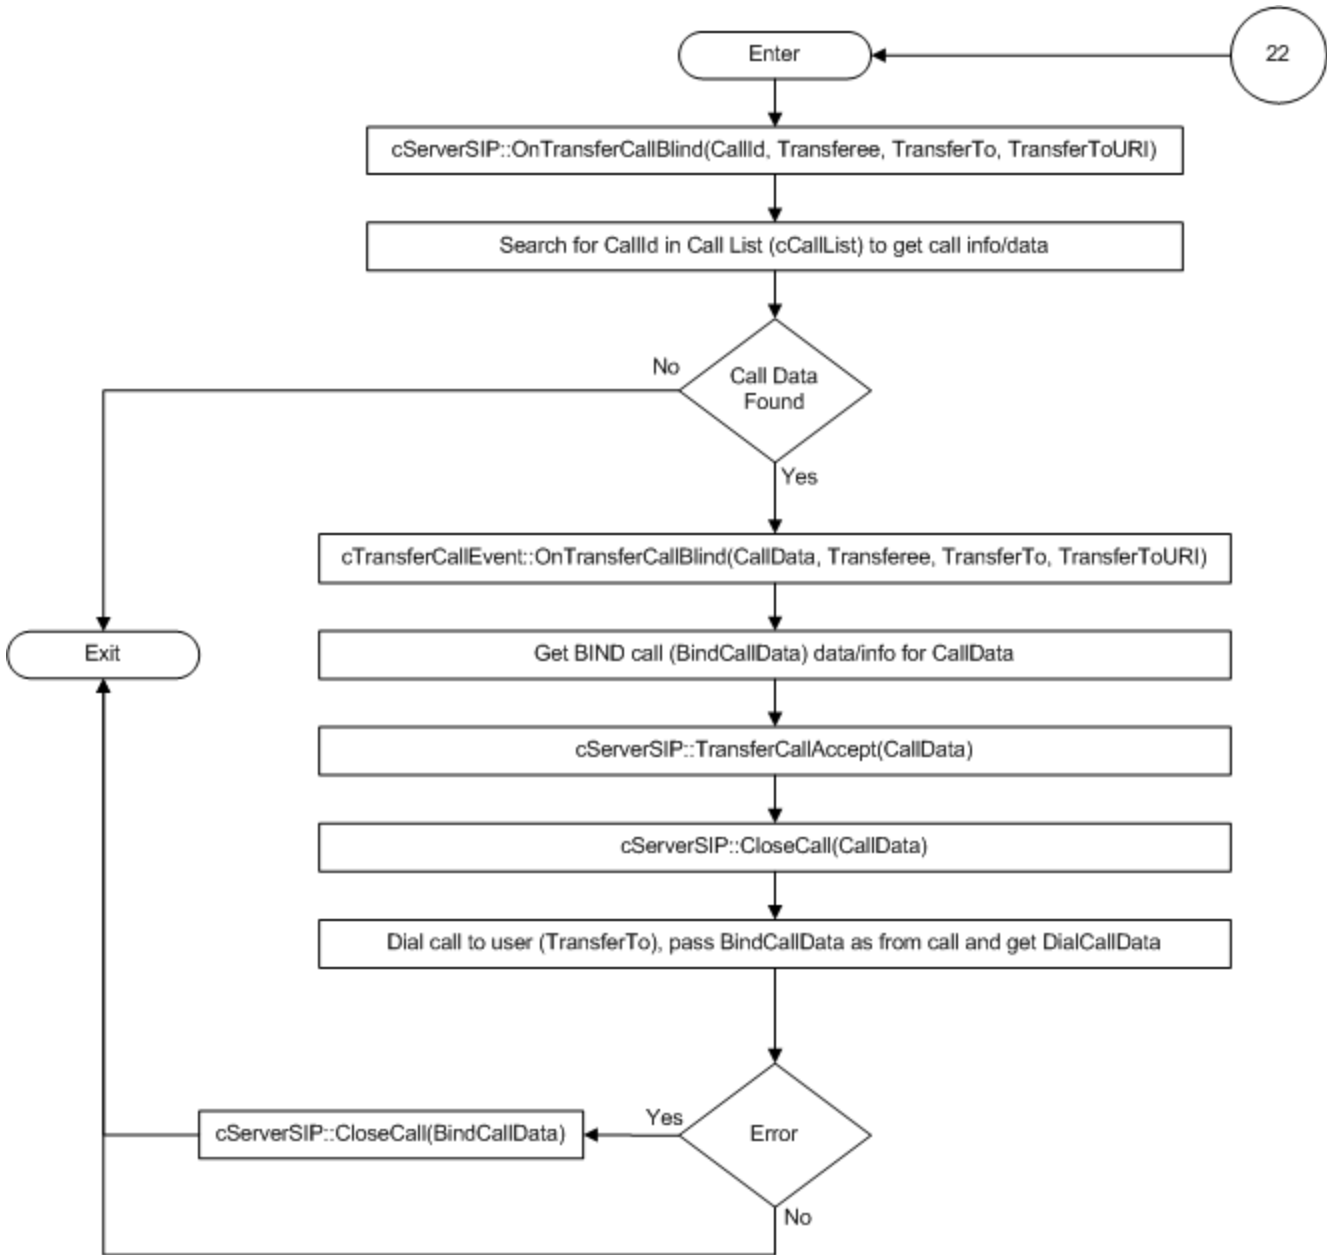 Enter
22
cServerSIP::OnTransferCallBlind(CallId, Transferee, TransferTo, TransferToURI)
Search for CallId in Call List (cCallList) to get call info/data
No
Call Data
Found
Yes
cTransferCallEvent::OnTransferCallBlind(CallData, Transferee, TransferTo, TransferToURI)
Exit
Get BIND call (BindCallData) data/info for CallData
cServerSIP::TransferCallAccept(CallData)
cServerSIP::CloseCall(CallData)
Dial call to user (TransferTo), pass BindCallData as from call and get DialCallData
Yes
cServerSIP::CloseCall(BindCallData)
Error
No